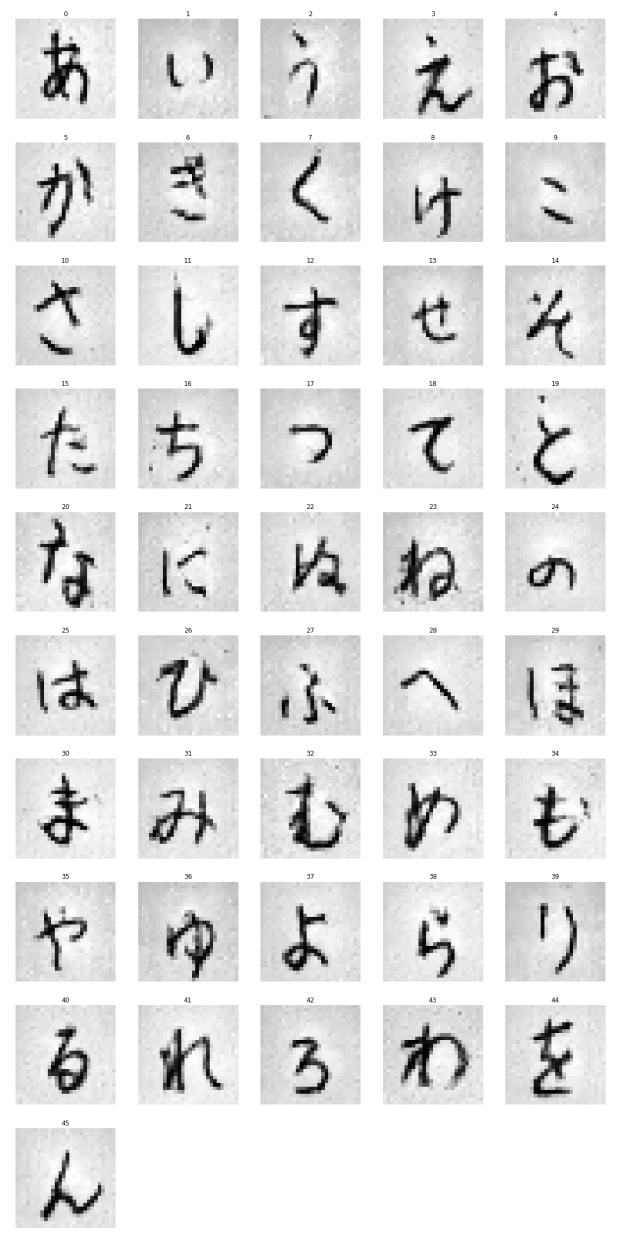 0 1 2 3 4
あ い う え お
5 6 7 8 9
か き く け こ
10 11 12 13 14
さ し す せ そ
15 16 17 18 19
た ち つ て と
20 21 22 23 24
な に ぬ ね の
25 26 27 28 29
は ひ ふ へ ほ
30 31 32 33 34
ま み む め も
35 36 37 38 39
や ゆ よ ら り
40 41 42 43 44
る れ ろ わ を
45
ん